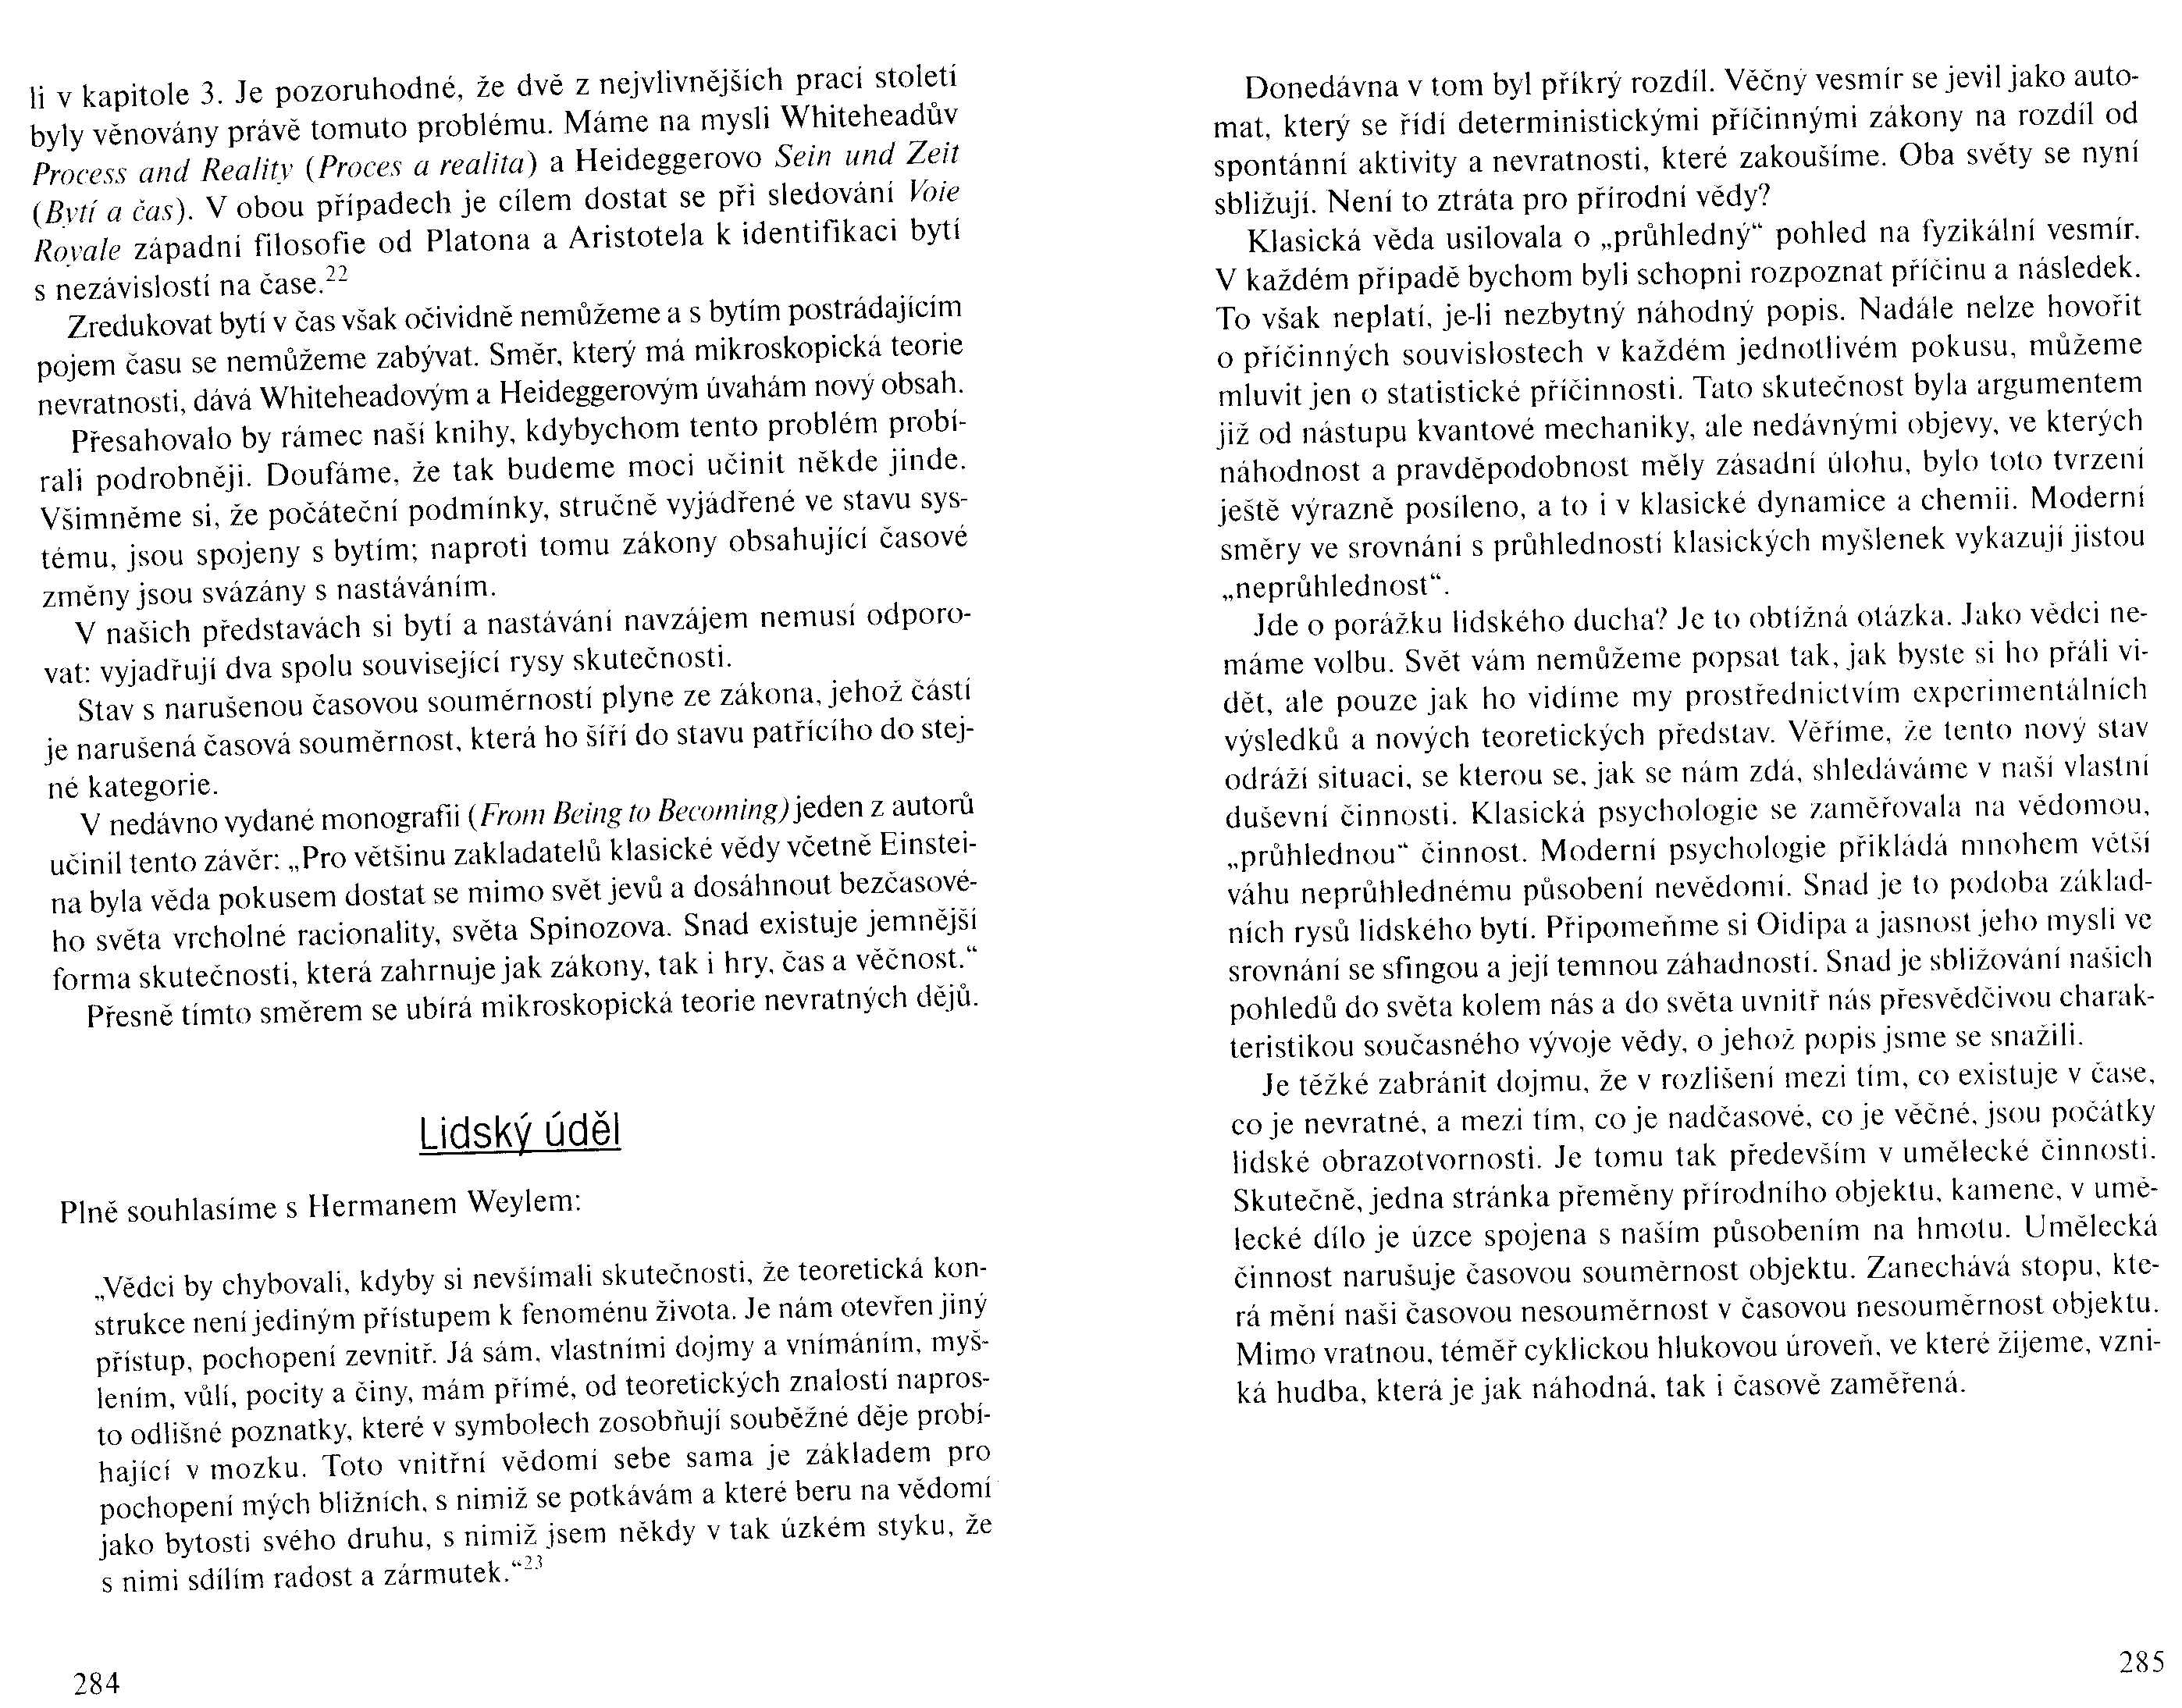 li v kapitole 3. Je pozoruhodné, že dvě z nejvlivnějších prací století
byly věnovány právě tomuto problému. Máme na mysli Whiteheadův
Process and Reality (Proces a realita) a Heideggerovo Sein und Zeit
(Bytí a čas). V obou případech je cílem dostat se při sledování Voie
Royale západní filosofie od Platona a Aristotela k identifikaci bytí
s nezávislostí na čase.22
Zredukovat bytí v čas však očividně nemůžeme a s bytím postrádajícím
pojem času se nemůžeme zabývat. Směr, který má mikroskopická teorie
nevratnosti, dává Whiteheadovým a Heideggerovým úvahám nový obsah.
Přesahovalo by rámec naší knihy, kdybychom tento problém probí-
rali podrobněji. Doufáme, že tak budeme moci učinit někde jinde.
Všimněme si, že počáteční podmínky, stručně vyjádřené ve stavu sys-
tému, jsou spojeny s bytím; naproti tomu zákony obsahující časové
změny jsou svázány s nastáváním.
V našich představách si bytí a nastávání navzájem nemusí odporo-
vat: vyjadřují dva spolu související rysy skutečnosti.
Stav s narušenou časovou souměrností plyne ze zákona, jehož částí
je narušená časová souměrnost, která ho šíří do stavu patřícího do stej-
né kategorie.
V nedávno vydané monografii (From Being to Becoming) jeden z autorů
učinil tento závěr: „Pro většinu zakladatelů klasické vědy včetně Einstei-
na byla věda pokusem dostat se mimo svět jevů a dosáhnout bezčasové-
ho světa vrcholné racionality, světa Spinozova. Snad existuje jemnější
forma skutečnosti, která zahrnuje jak zákony, tak i hry, čas a věčnost.“
Přesně tímto směrem se ubírá mikroskopická teorie nevratných dějů.
Lidský úděl
Plně souhlasíme s Hermanem Weylem:
„Vědci by chybovali, kdyby si nevšímali skutečnosti, že teoretická kon-
strukce není jediným přístupem k fenoménu života. Je nám otevřen jiný
přístup, pochopení zevnitř. Já sám, vlastními dojmy a vnímáním, myš-
lením, vůlí, pocity a činy, mám přímé, od teoretických znalostí napros-
to odlišné poznatky, které v symbolech zosobňují souběžné děje probí-
hající v mozku. Toto vnitřní vědomí sebe sama je základem pro
pochopení mých bližních, s nimiž se potkávám a které beru na vědomí
jako bytosti svého druhu, s nimiž jsem někdy v tak úzkém styku, že
s nimi sdílím radost a zármutek.“23
284
Donedávna v tom byl příkrý rozdíl. Věčný vesmír se jevil jako auto-
mat, který se řídí deterministickými příčinnými zákony na rozdíl od
spontánní aktivity a nevratnosti, které zakoušíme. Oba světy se nyní
sbližují. Není to ztráta pro přírodní vědy?
Klasická věda usilovala o „průhledný“ pohled na fyzikální vesmír.
V každém případě bychom byli schopni rozpoznat příčinu a následek.
To však neplatí, je-li nezbytný náhodný popis. Nadále nelze hovořit
o příčinných souvislostech v každém jednotlivém pokusu, můžeme
mluvit jen o statistické příčinnosti. Tato skutečnost byla argumentem
již od nástupu kvantové mechaniky, ale nedávnými objevy, ve kterých
náhodnost a pravděpodobnost měly zásadní úlohu, bylo toto tvrzení
ještě výrazně posíleno, a to i v klasické dynamice a chemii. Moderní
směry ve srovnání s průhledností klasických myšlenek vykazují jistou
„neprůhlednost“.
Jde o porážku lidského ducha? Je to obtížná otázka. Jako vědci ne-
máme volbu. Svět vám nemůžeme popsat tak, jak byste si ho přáli vi-
dět, ale pouze jak ho vidíme my prostřednictvím experimentálních
výsledků a nových teoretických představ. Věříme, že tento nový stav
odráží situaci, se kterou se, jak se nám zdá, shledáváme v naší vlastní
duševní činnosti. Klasická psychologie se zaměřovala na vědomou,
„průhlednou“ činnost. Moderní psychologie přikládá mnohem větší
váhu neprůhlednému působení nevědomí. Snad je to podoba základ-
ních rysů lidského bytí. Připomeňme si Oidipa a jasnost jeho mysli ve
srovnání se sfingou a její temnou záhadností. Snad je sbližování našich
pohledů do světa kolem nás a do světa uvnitř nás přesvědčivou charak-
teristikou současného vývoje vědy, o jehož popis jsme se snažili.
Je těžké zabránit dojmu, že v rozlišení mezi tím, co existuje v čase,
co je nevratné, a mezi tím, co je nadčasové, co je věčné, jsou počátky
lidské obrazotvornosti. Je tomu tak především v umělecké činnosti.
Skutečně, jedna stránka přeměny přírodního objektu, kamene, v umě-
lecké dílo je úzce spojena s naším působením na hmotu. Umělecká
činnost narušuje časovou souměrnost objektu. Zanechává stopu, kte-
rá mění naši časovou nesouměrnost v časovou nesouměrnost objektu.
Mimo vratnou, téměř cyklickou hlukovou úroveň, ve které žijeme, vzni-
ká hudba, která je jak náhodná, tak i časově zaměřená.
285